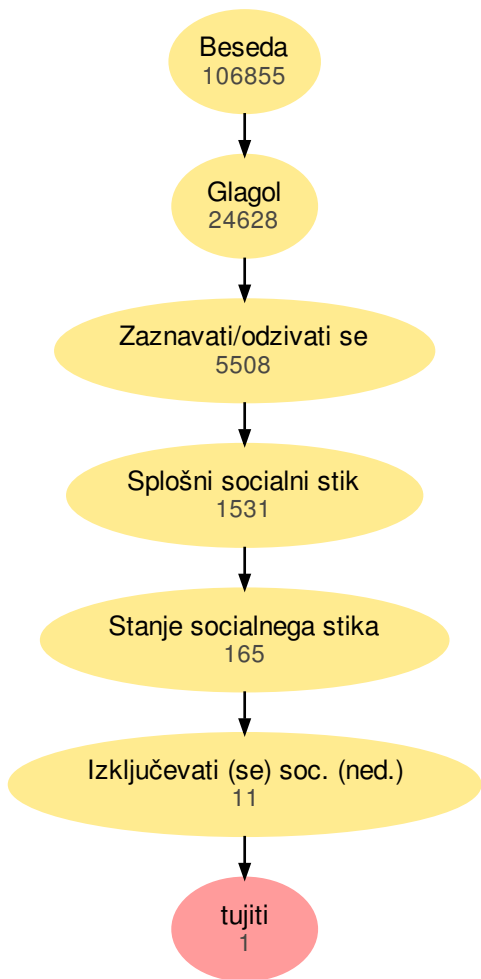 Beseda
106855
Glagol
24628
Zaznavati/odzivati se
5508
Splošni socialni stik
1531
Stanje socialnega stika
165
Izključevati (se) soc. (ned.)
11
tujiti
1